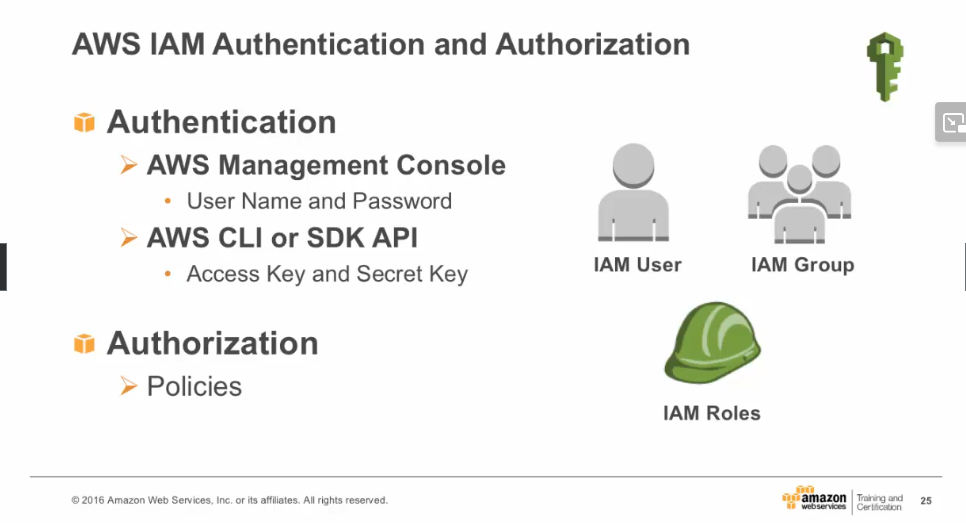 AWS IAM Authentication and Authorization
Authentication
AWS Management Console
• User Name and Password
AWS CLI or SDK API
• Access Key and Secret Key
Authorization
Policies
IAM User
IAM Group
IAM Roles
© 2016 Amazon Web Services, Inc. or its affiliates. All rights reserved.
amazon
webservices
Training and
Certification
25